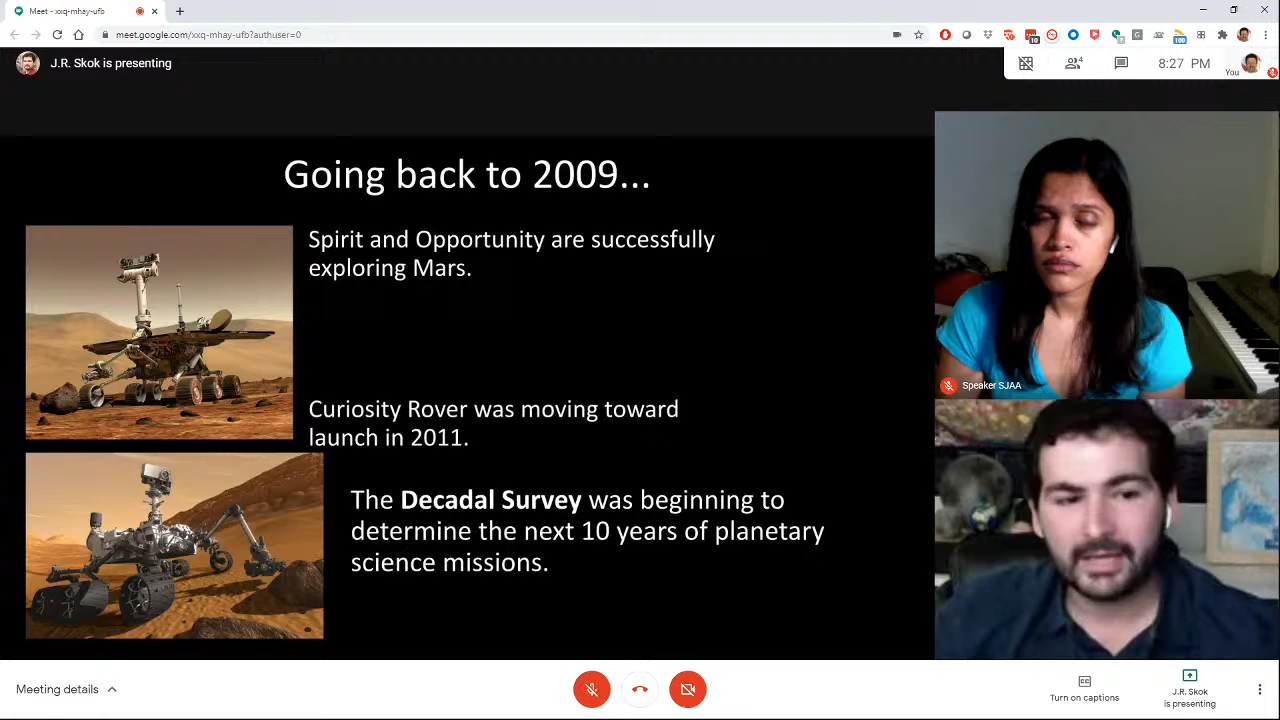 Meet - xxq-mhay-ufb
meet.google.com/xxq-mhay-ufb?authuser=0
J.R. Skok is presenting
4
8:27 PM
You
Going back to 2009...
Spirit and Opportunity are successfully
exploring Mars.
Curiosity Rover was moving toward
launch in 2011.
The Decadal Survey was beginning to
determine the next 10 years of planetary
science missions.
Speaker SJAA
Meeting details
Turn on captions
J.R. Skok
is presenting